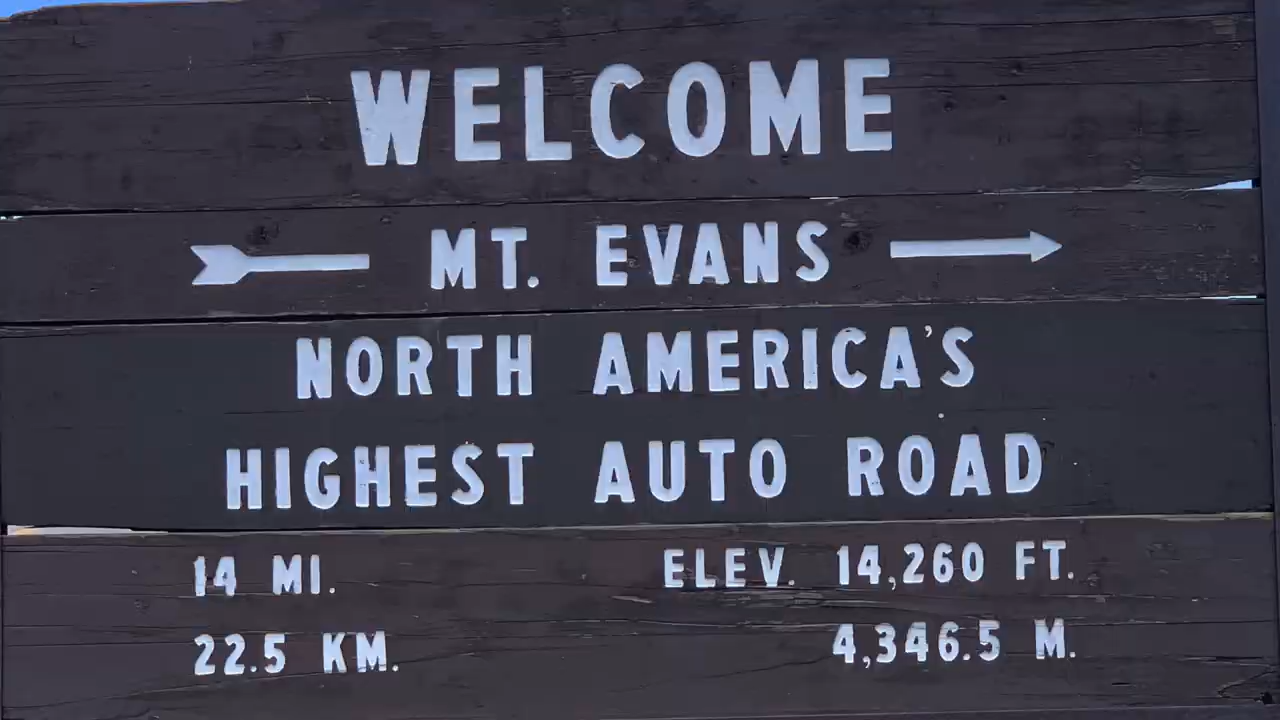 WELCOME
MT. EVANS
NORTH AMERICA'S
HIGHEST AUTO ROAD
14 MI. ELEV. 14,260 FT.
22.5 KM. 4,346.5 M.